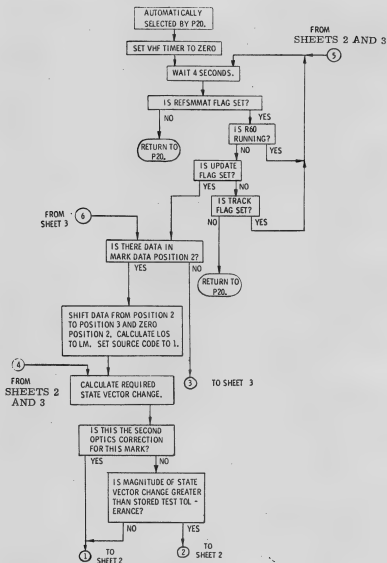 AUTOMATICALLY
SELECTED BY P20.
SET VHF TIMER TO ZERO
FROM
SHEETS 2 AND 3
5
WAIT 4 SECONDS.
IS REFSMMAT FLAG SET?
NO
YES
RETURN TO
P20.
IS R60
RUNNING?
NO
YES
IS UPDATE
FLAG SET?
YES
NO
IS TRACK
FLAG SET?
NO
YES
RETURN TO
P20.
FROM
SHEET 3
6
IS THERE DATA IN
MARK DATA POSITION 2?
YES
NO
SHIFT DATA FROM POSITION 2
TO POSITION 3 AND ZERO
POSITION 2, CALCULATE LOS
TO LM. SET SOURCE CODE TO 1.
3
TO SHEET 3
4
FROM
SHEETS 2
AND 3
CALCULATE REQUIRED
STATE VECTOR CHANGE.
IS THIS THE SECOND
OPTICS CORRECTION
FOR THIS MARK?
YES
NO
IS MAGNITUDE OF STATE
VECTOR CHANGE GREATER
THAN STORED TEST TOL -
ERANCE?
NO
YES
1
TO
SHEET 2
2
TO
SHEET 2